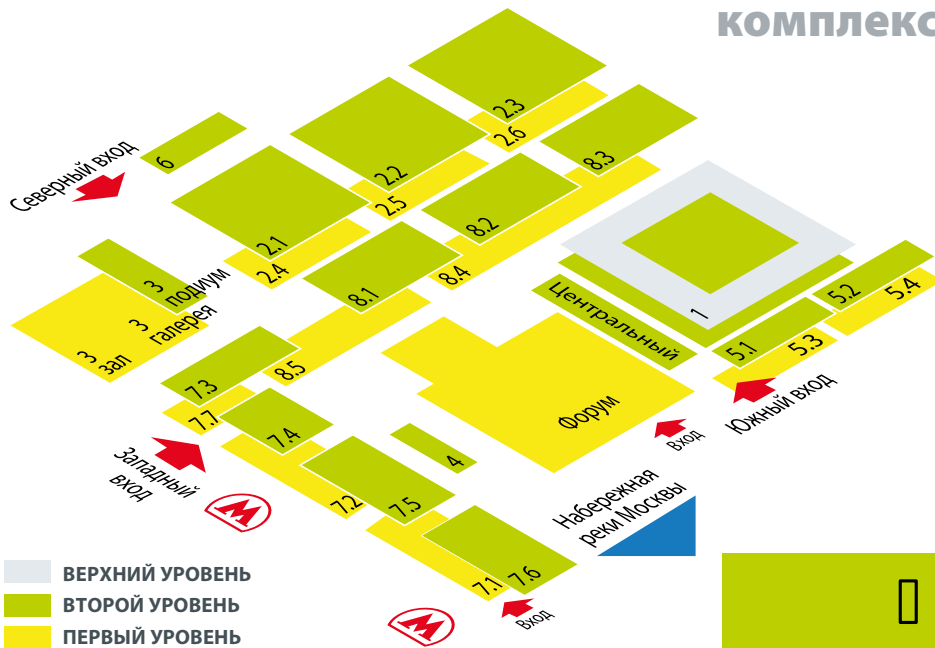 комплекс
2.3
2.6
8.3
6
Северный вход
2.2
2.5
8.2
2.1
2.4
8.4
8.1
3
подиум
3
галерея
3
зал
8.5
7.3
7.7
7.4
Западный
вход
М
7.2
7.5
4
7.1
7.6
Вход
М
1
Центральный
Форум
5.2
5.4
5.1
5.3
Южный вход
Вход
Набережная
реки Москвы
ВЕРХНИЙ УРОВЕНЬ
ВТОРОЙ УРОВЕНЬ
ПЕРВЫЙ УРОВЕНЬ